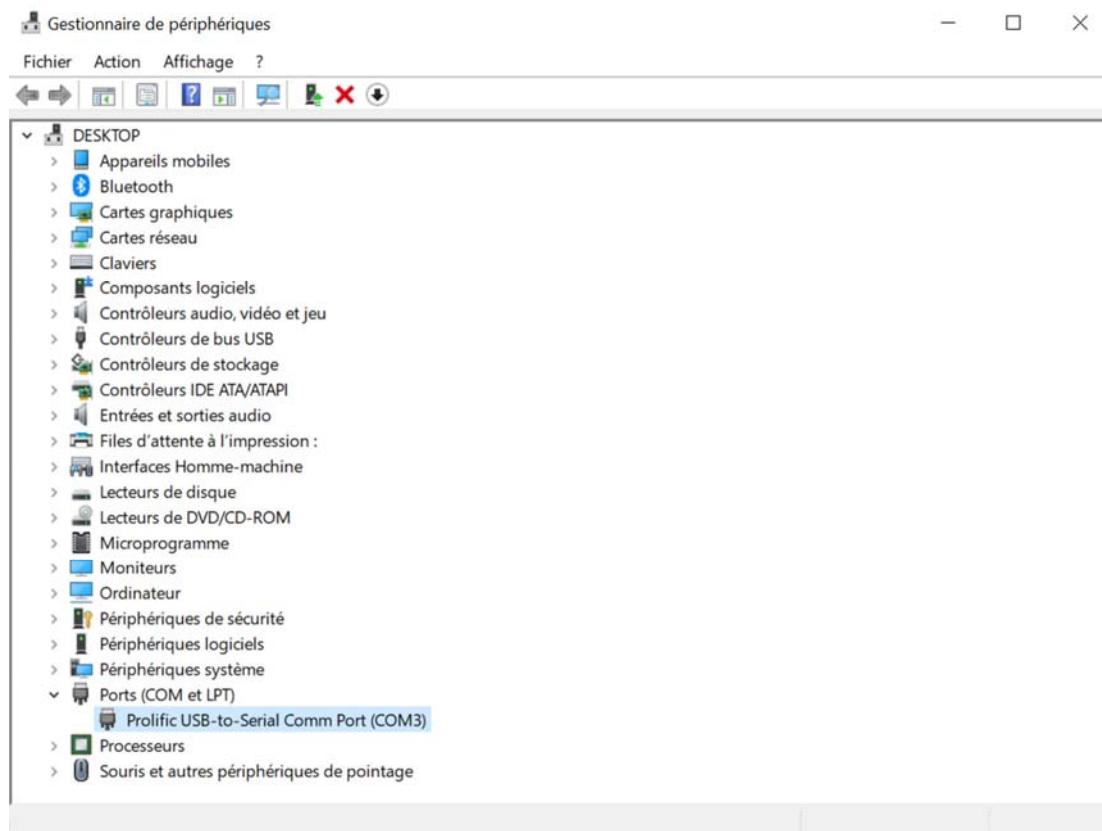 Gestionnaire de périphériques
Fichier Action Affichage ?
DESKTOP
Appareils mobiles
Bluetooth
Cartes graphiques
Cartes réseau
Claviers
Composants logiciels
Contrôleurs audio, vidéo et jeu
Contrôleurs de bus USB
Contrôleurs de stockage
Contrôleurs IDE ATA/ATAPI
Entrées et sorties audio
Files d'attente à l'impression :
Interfaces Homme-machine
Lecteurs de disque
Lecteurs de DVD/CD-ROM
Microprogramme
Moniteurs
Ordinateur
Périphériques de sécurité
Périphériques logiciels
Périphériques système
Ports (COM et LPT)
Prolific USB-to-Serial Comm Port (COM3)
Processeurs
Souris et autres périphériques de pointage